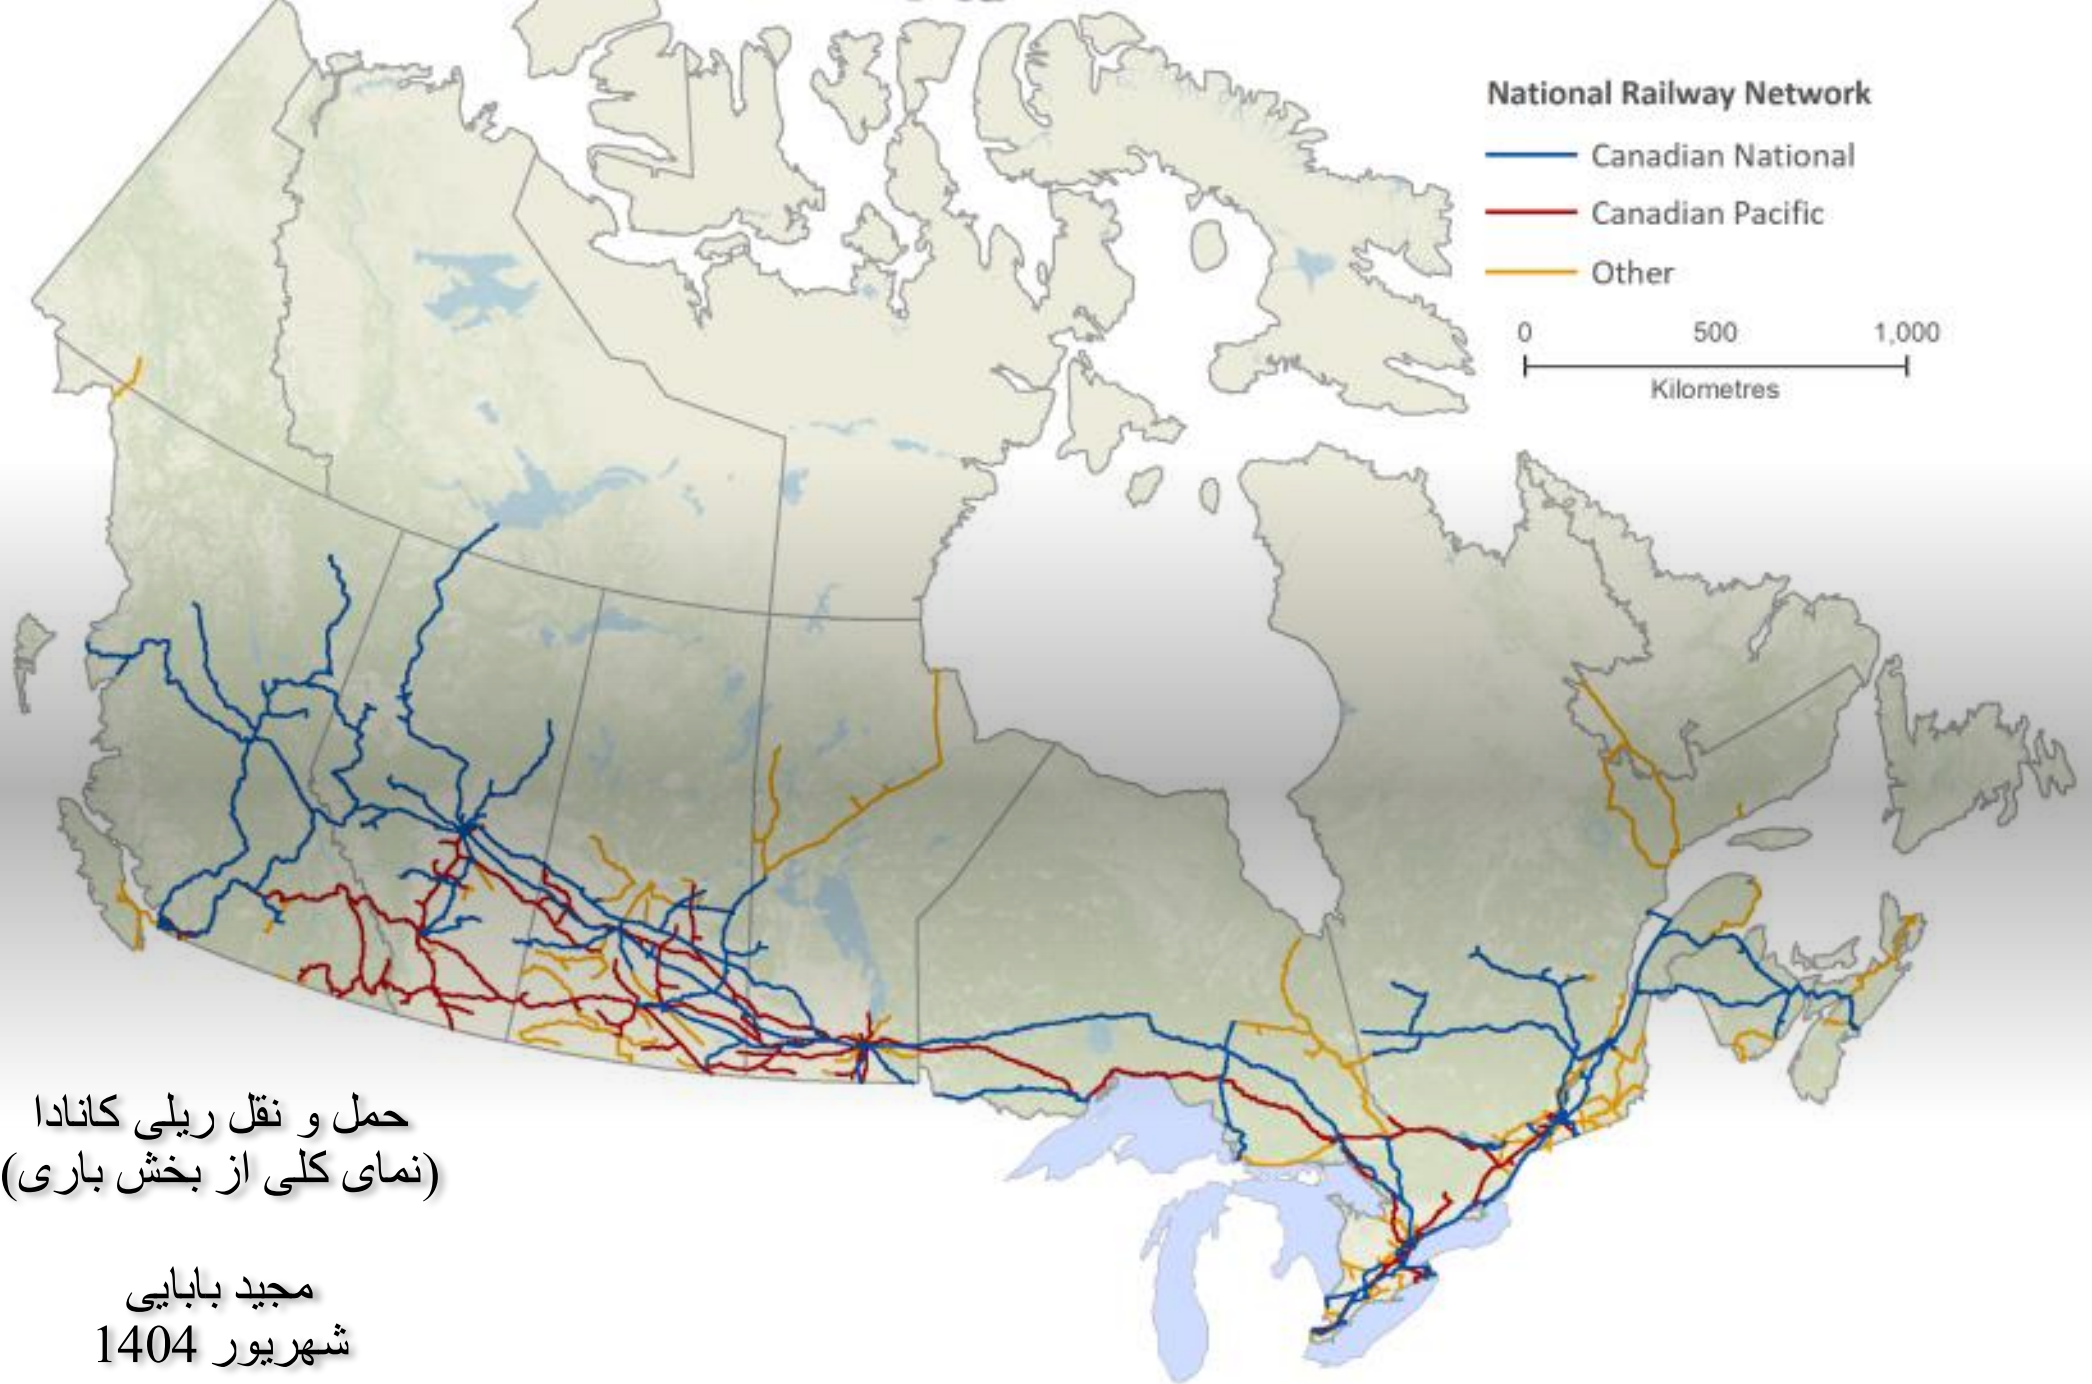 National Railway Network
Canadian National
Canadian Pacific
Other
0 500 1,000
Kilometres
حمل و نقل ریلی کانادا
(نمای کلی از بخش باری)
مجید بابایی
شهریور 1404